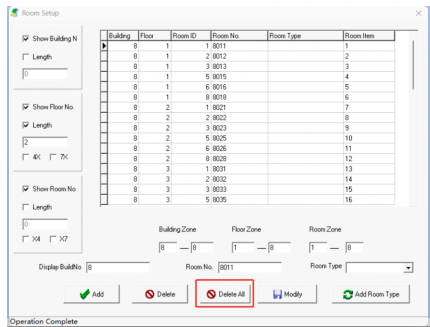 Room Setup
Show Building N
Length
0
Show Floor No.
Length
2
4X 7X
Show Room No
Length
0
X4 X7
Building Floor Room ID Room No. Room Type Room Item
8 1 1 8011 1
8 1 2 8012 2
8 1 3 8013 3
8 1 5 8015 4
8 1 6 8016 5
8 1 8 8018 6
8 2 1 8021 7
8 2 2 8022 8
8 2 3 8023 9
8 2 5 8025 10
8 2 6 8026 11
8 2 8 8028 12
8 3 1 8031 13
8 3 2 8032 14
8 3 3 8033 15
8 3 5 8035 16
Building Zone Floor Zone Room Zone
8 — 8 1 — 8 1 — 8
Display BuildNo 8 Room No. 8011 Room Type
Add Delete Delete All Modify Add Room Type
Operation Complete